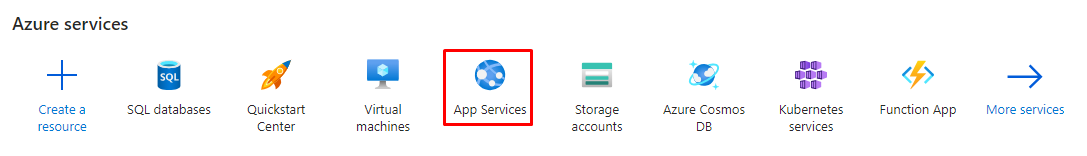 Azure services
SQL
Create a
resource
SQL databases
Quickstart
Center
Virtual
machines
App Services
Storage
accounts
Azure Cosmos
DB
Kubernetes
services
Function App
More services